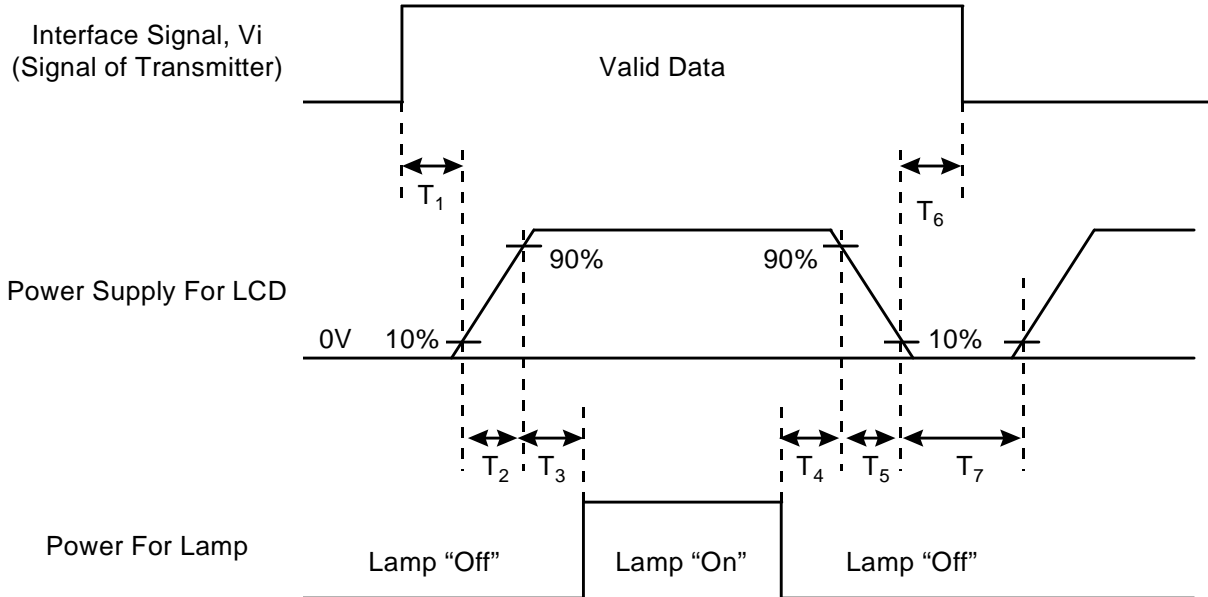 Interface Signal, Vi
(Signal of Transmitter)
Valid Data
T1
T6
Power Supply For LCD
90%
90%
0V
10%
10%
T2
T3
T4
T5
T7
Power For Lamp
Lamp “Off”
Lamp “On”
Lamp “Off”